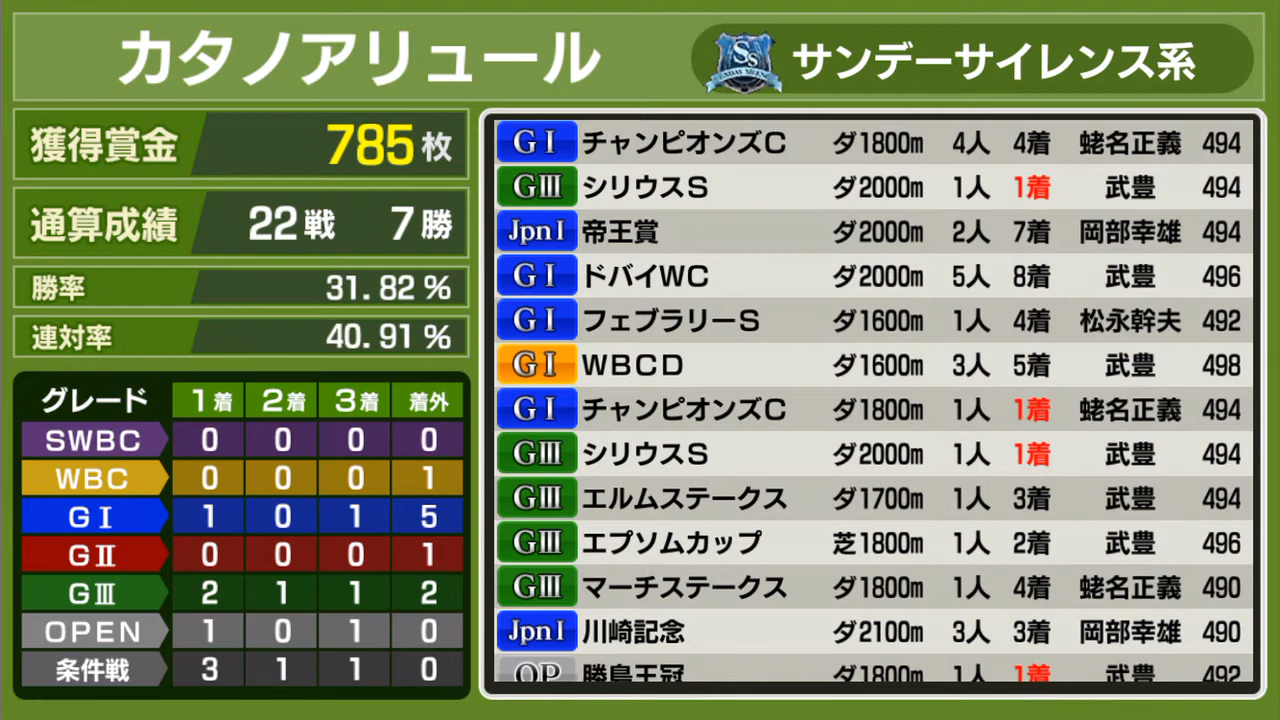 カタノアリュール
SS
サンデーサイレンス系
獲得賞金 785枚
通算成績 22戦 7勝
勝率 31.82%
連対率 40.91%
グレード 1着 2着 3着 着外
SWBC 0 0 0 0
WBC 0 0 0 1
GI 1 0 1 5
GII 0 0 0 1
GIII 2 1 1 2
OPEN 1 0 1 0
条件戦 3 1 1 0
GI チャンピオンズC ダ1800m 4人 4着 蛯名正義 494
GIII シリウスS ダ2000m 1人 1着 武豊 494
JpnI 帝王賞 ダ2000m 2人 7着 岡部幸雄 494
GI ドバイWC ダ2000m 5人 8着 武豊 496
GI フェブラリーS ダ1600m 1人 4着 松永幹夫 492
GI WBCD ダ1600m 3人 5着 武豊 498
GI チャンピオンズC ダ1800m 1人 1着 蛯名正義 494
GIII シリウスS ダ2000m 1人 1着 武豊 494
GIII エルムステークス ダ1700m 1人 3着 武豊 494
GIII エプソムカップ 芝1800m 1人 2着 武豊 496
GIII マーチステークス ダ1800m 1人 4着 蛯名正義 490
JpnI 川崎記念 ダ2100m 3人 3着 岡部幸雄 490
OP 勝島王冠 ダ1800m 1人 1着 武豊 492